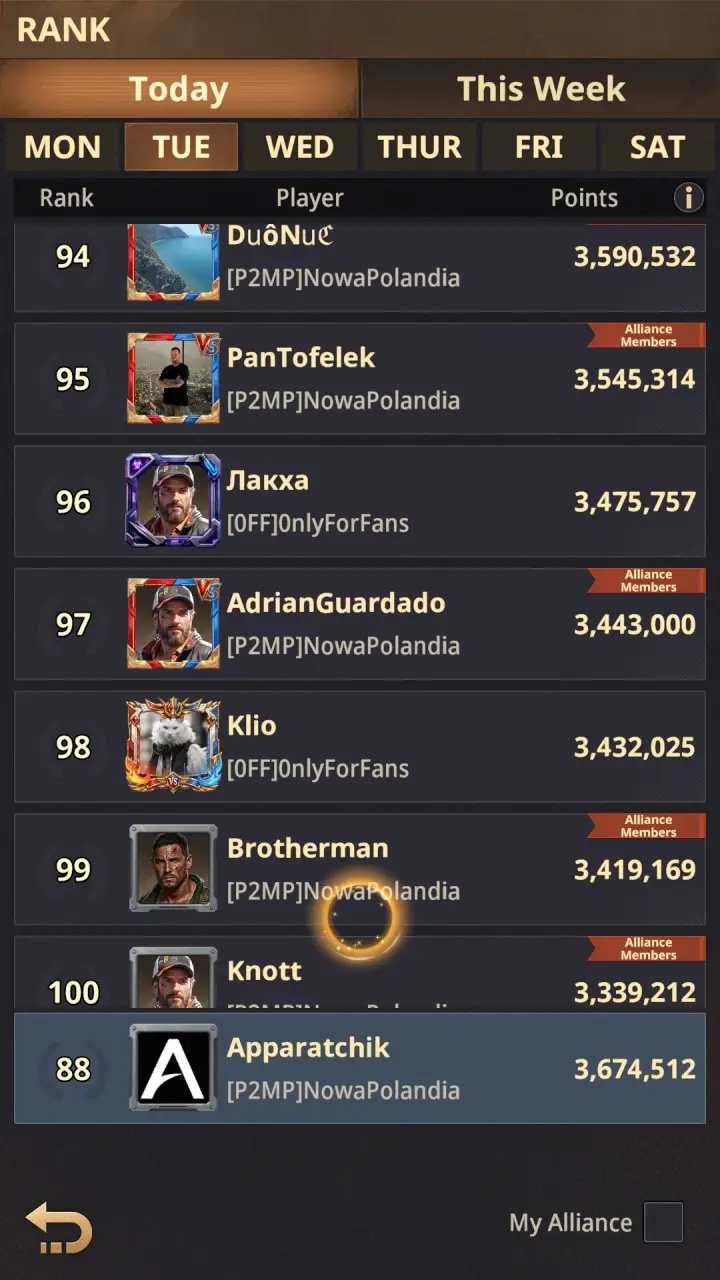 RANK
Today
This Week
MON
TUE
WED
THUR
FRI
SAT
Rank
Player
Points
94
DuôNuℭ
[P2MP]NowaPolandia
3,590,532
Alliance
Members
95
PanTofelek
[P2MP]NowaPolandia
3,545,314
96
Лакха
[0FF]0nlyForFans
3,475,757
Alliance
Members
97
AdrianGuardado
[P2MP]NowaPolandia
3,443,000
98
Klio
[0FF]0nlyForFans
3,432,025
Alliance
Members
99
Brotherman
[P2MP]NowaPolandia
3,419,169
Alliance
Members
100
Knott
3,339,212
88
Apparatchik
[P2MP]NowaPolandia
3,674,512
My Alliance